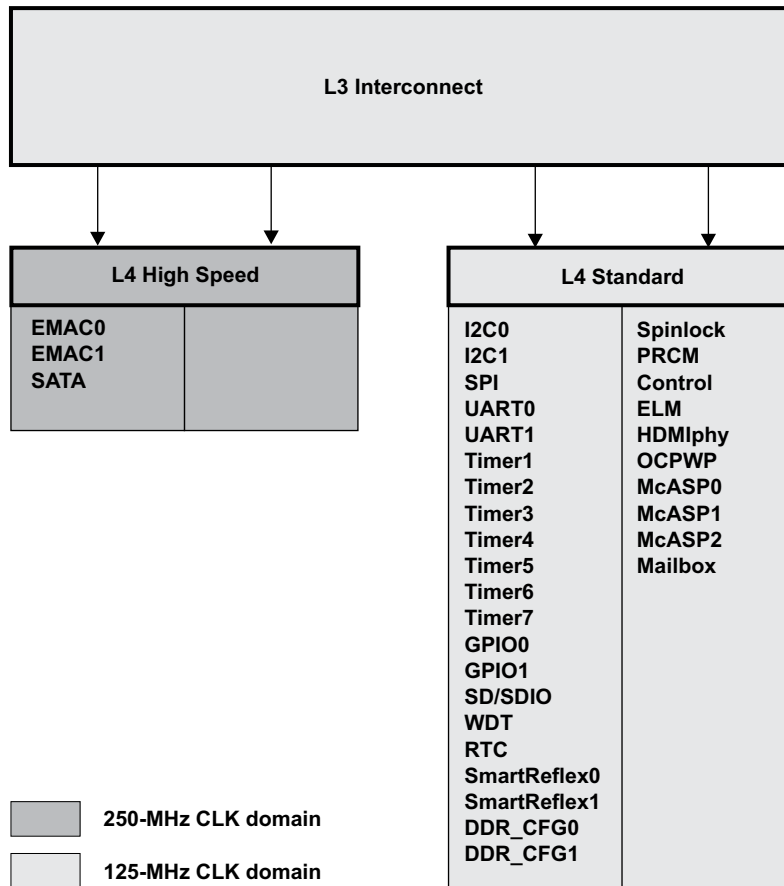 L3 Interconnect
L4 High Speed
EMAC0
EMAC1
SATA
L4 Standard
I2C0
I2C1
SPI
UART0
UART1
Timer1
Timer2
Timer3
Timer4
Timer5
Timer6
Timer7
GPIO0
GPIO1
SD/SDIO
WDT
RTC
SmartReflex0
SmartReflex1
DDR_CFG0
DDR_CFG1
Spinlock
PRCM
Control
ELM
HDMIphy
OCPWP
McASP0
McASP1
McASP2
Mailbox
250-MHz CLK domain
125-MHz CLK domain